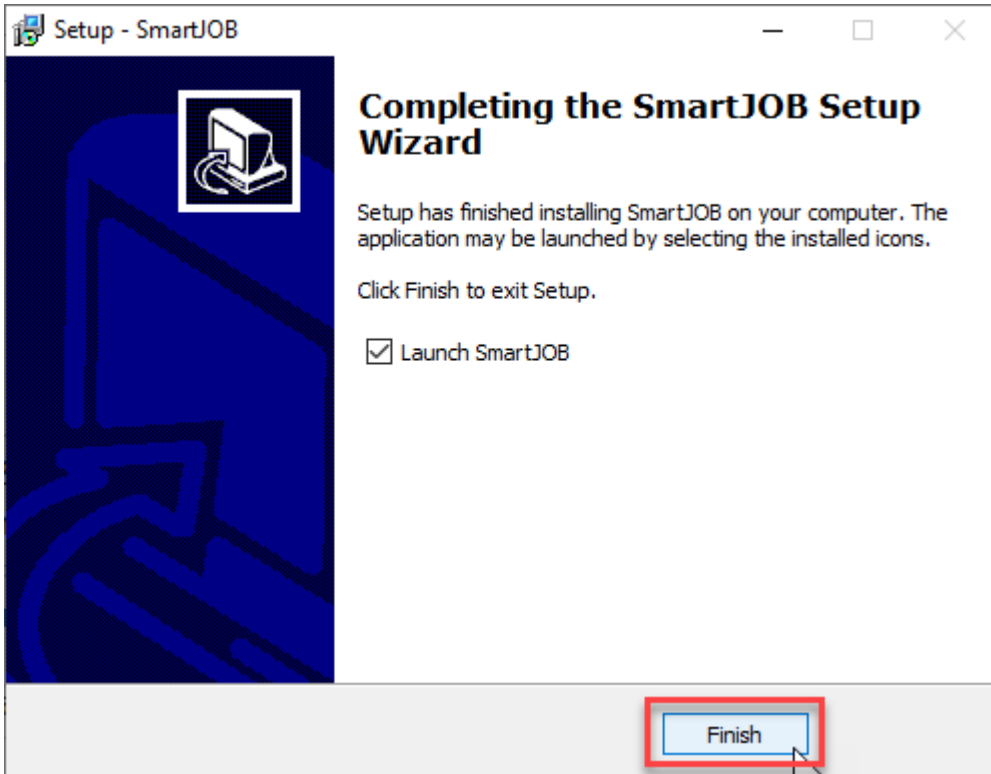 Setup - SmartJOB
Completing the SmartJOB Setup
Wizard
Setup has finished installing SmartJOB on your computer. The
application may be launched by selecting the installed icons.
Click Finish to exit Setup.
Launch SmartJOB
Finish